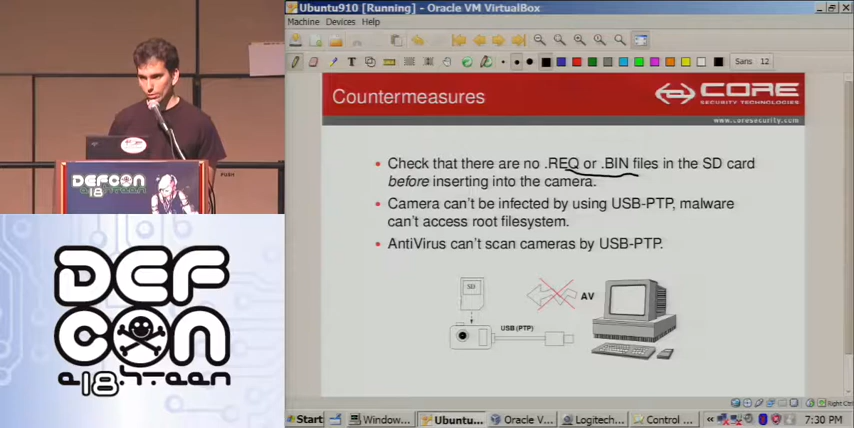 Ubuntu910 [Running] - Oracle VM VirtualBox
Machine Devices Help
Sans 12
Countermeasures
CORE
SECURITY TECHNOLOGIES
www.coresecurity.com
• Check that there are no .REQ or .BIN files in the SD card
before inserting into the camera.
• Camera can't be infected by using USB-PTP, malware
can't access root filesystem.
• AntiVirus can't scan cameras by USB-PTP.
SD
AV
USB (PTP)
Right Ctrl
Start
Window...
Ubuntu...
Oracle V...
Logitech...
Control ...
7:30 PM
DEFCON
18
DEF
CON